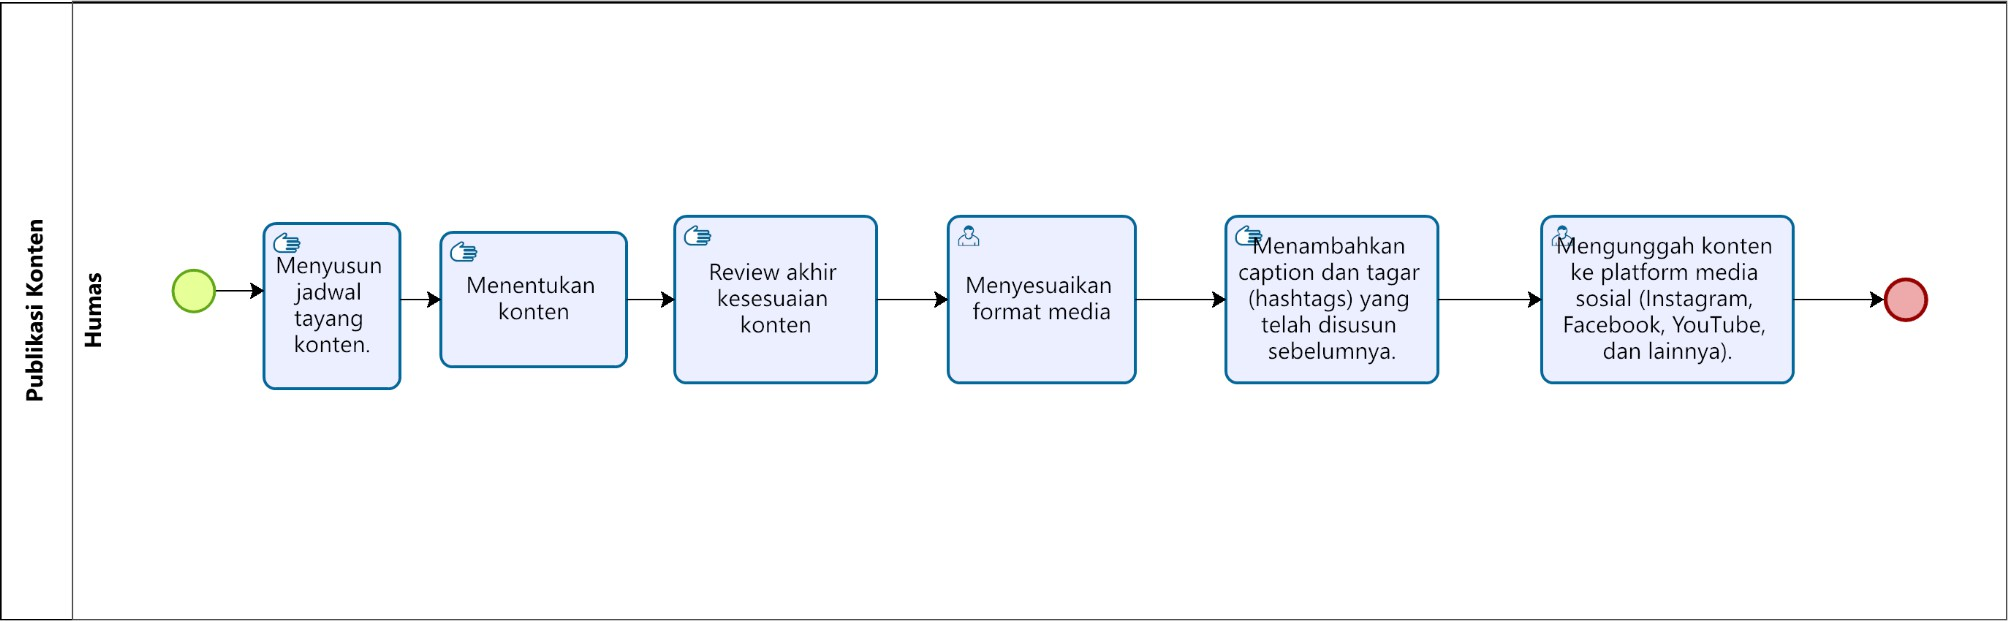 Publikasi Konten
Humas
Menyusun
jadwal
tayang
konten.
Menentukan
konten
Review akhir
kesesuaian
konten
Menyesuaikan
format media
Menambahkan
caption dan tagar
(hashtags) yang
telah disusun
sebelumnya.
Mengunggah konten
ke platform media
sosial (Instagram,
Facebook, YouTube,
dan lainnya).